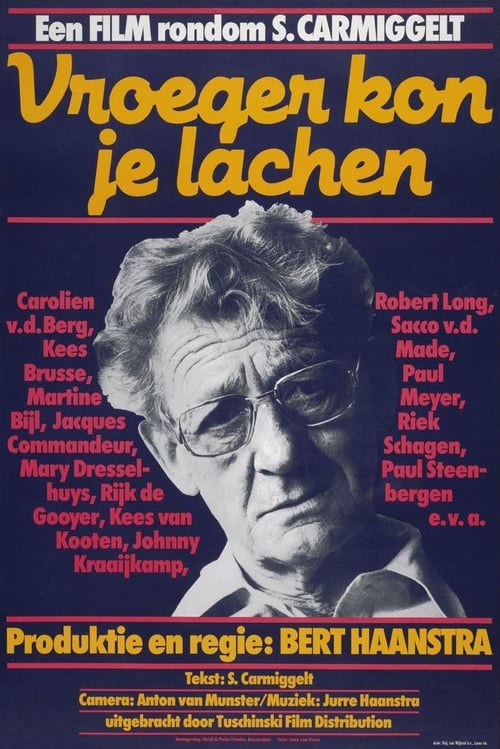 Een FILM rondom S. CARMIGGELT
Vroeger kon
je lachen
Carolien
v.d. Berg,
Kees
Brusse,
Martine
Bijl, Jacques
Commandeur,
Mary Dressel-
huys, Rijk de
Gooyer, Kees van
Kooten, Johnny
Kraaijkamp,
Robert Long,
Sacco v.d.
Made,
Paul
Meyer,
Riek
Schagen,
Paul Steen-
bergen
e.v.a.
Produktie en regie: BERT HAANSTRA
Tekst: S. Carmiggelt
Camera: Anton van Munster/Muziek: Jurre Haanstra
uitgebracht door Tuschinski Film Distribution